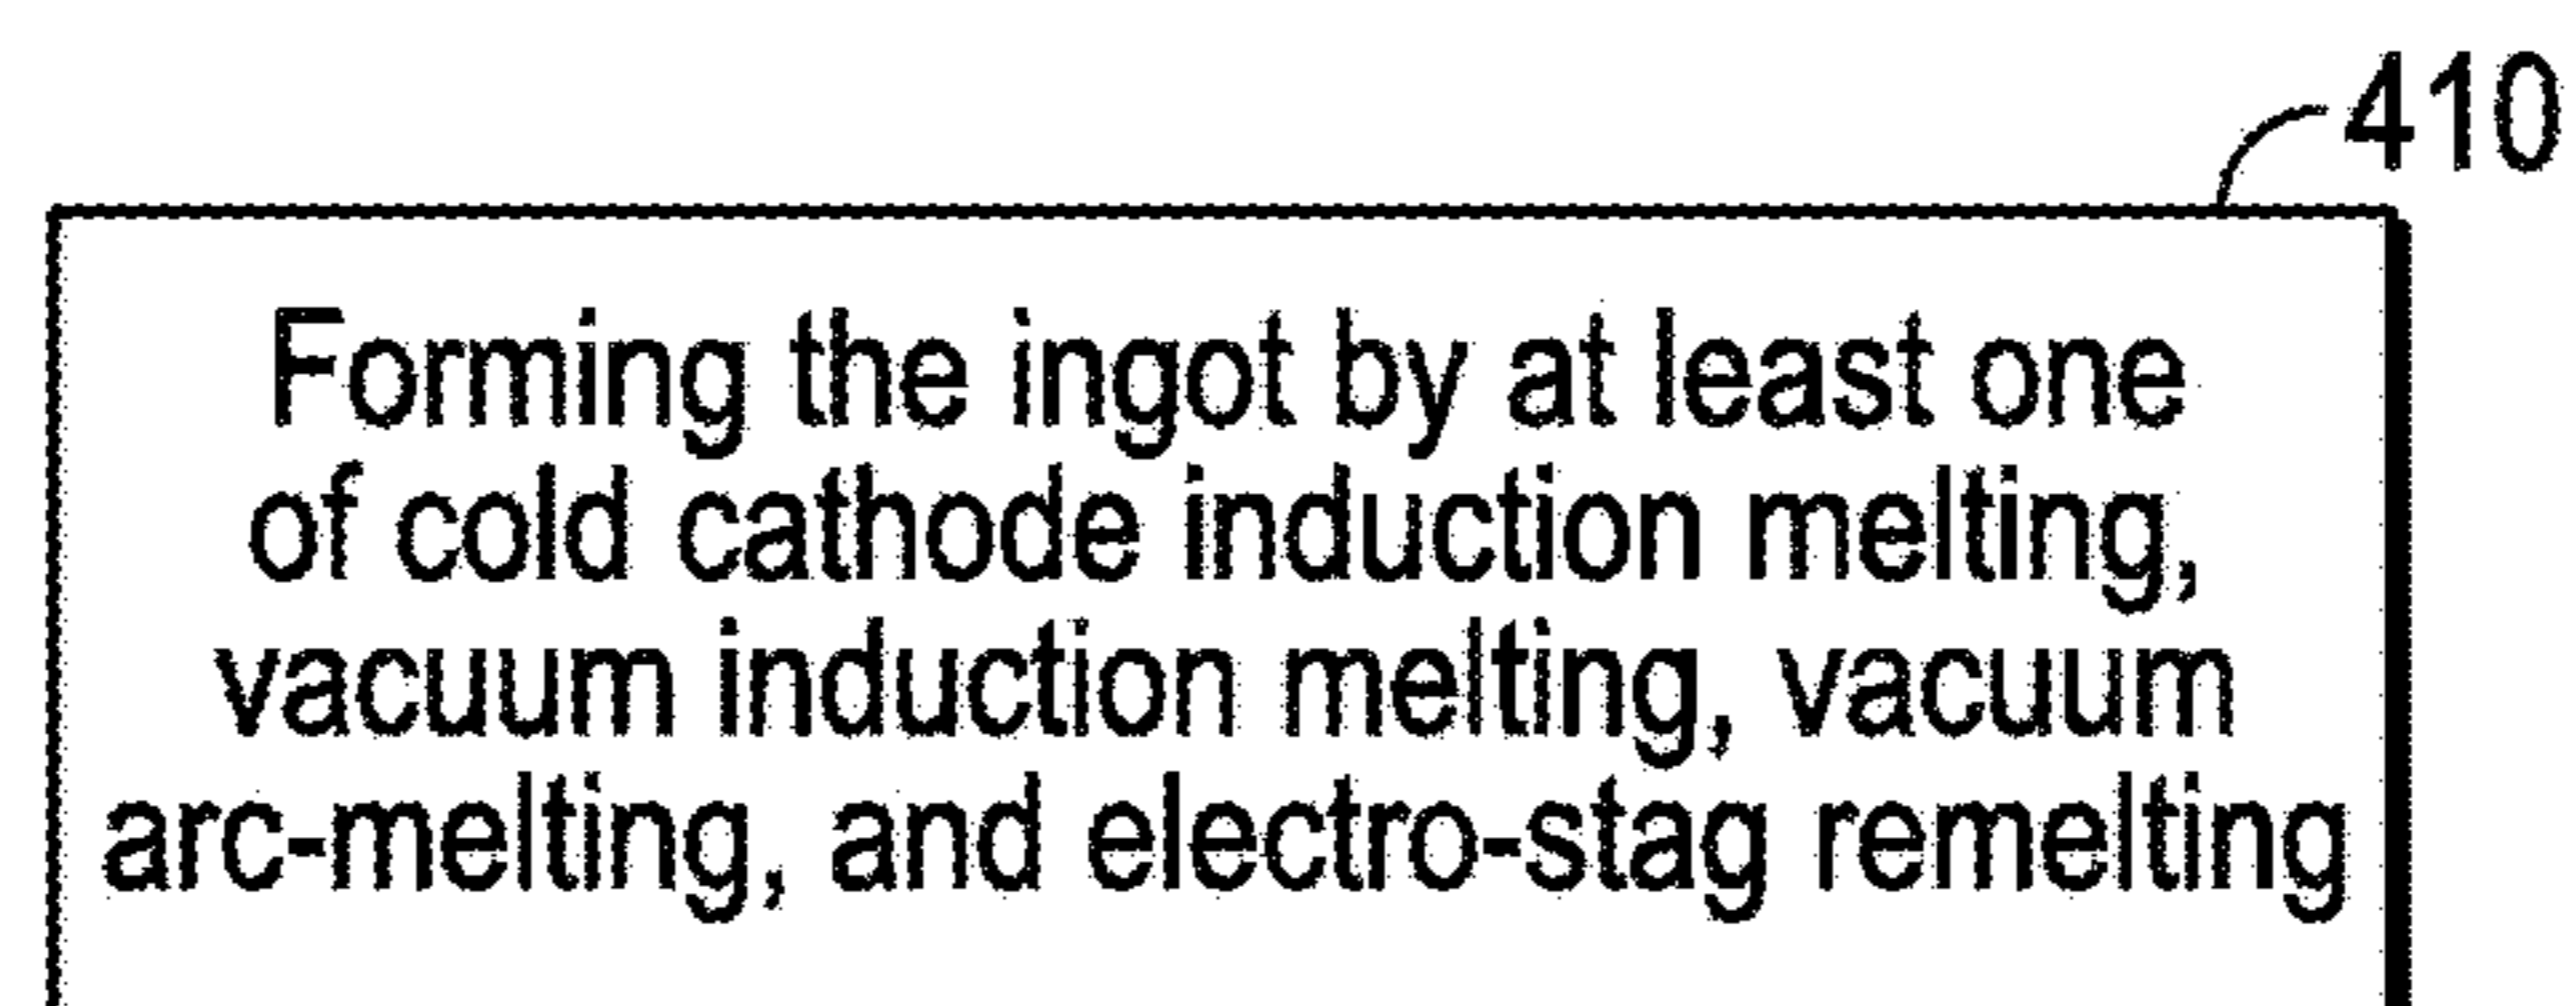 410
Forming the ingot by at least one
of cold cathode induction melting,
vacuum induction melting, vacuum
arc-melting, and electro-stag remelting